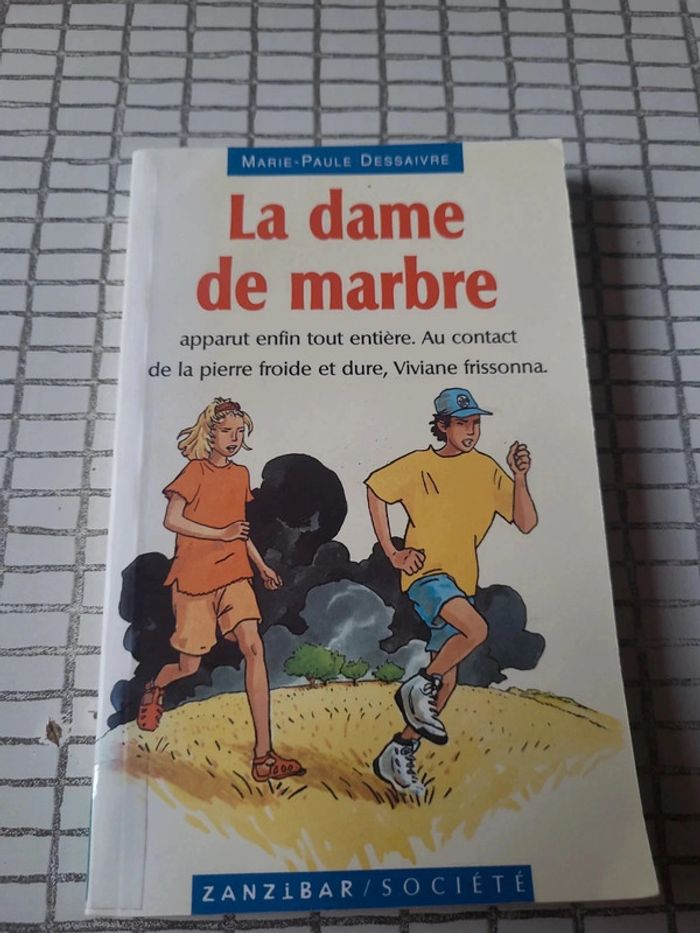 MARIE-PAULE DESSAIVRE
La dame
de marbre
apparut enfin tout entière. Au contact
de la pierre froide et dure, Viviane frissonna.
ZANZiBAR/SOCIÉTÉ